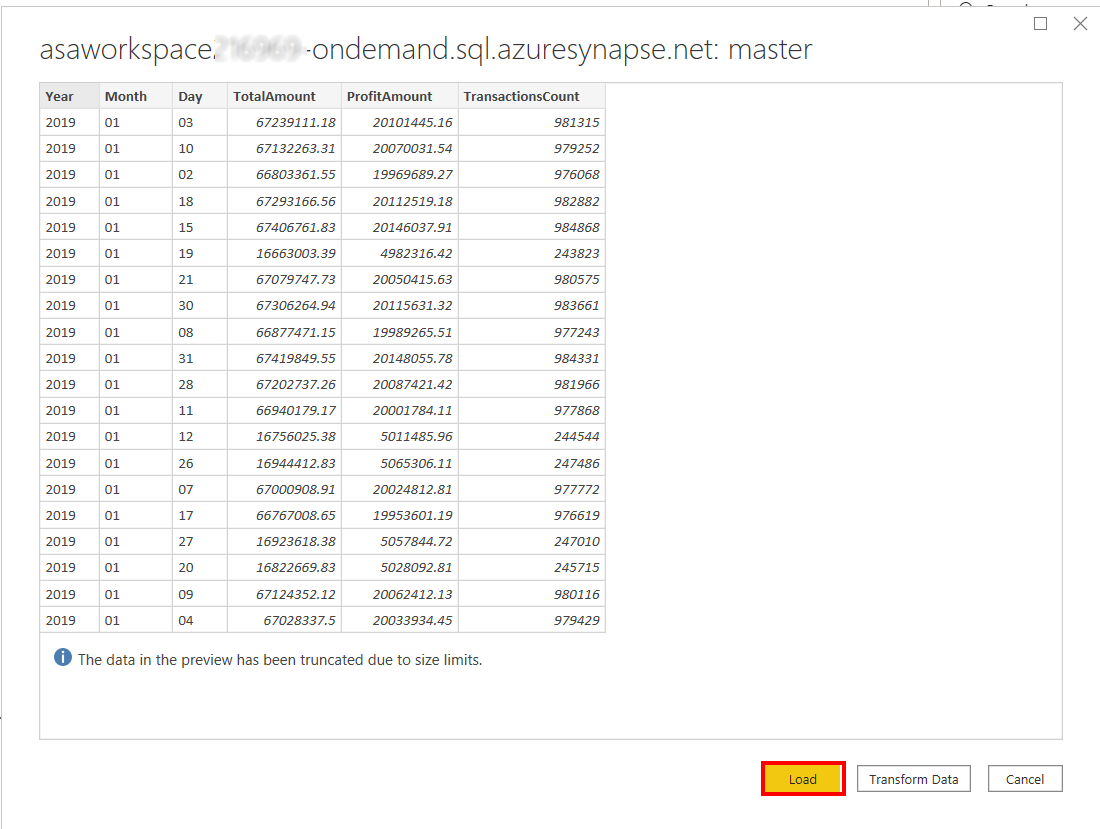 asaworkspace -ondemand.sql.azuresynapse.net: master
Year Month Day TotalAmount ProfitAmount TransactionsCount
2019 01 03 67239111.18 20101445.16 981315
2019 01 10 67132263.31 20070031.54 979252
2019 01 02 66803361.55 19969689.27 976068
2019 01 18 67293166.56 20112519.18 982882
2019 01 15 67406761.83 20146037.91 984868
2019 01 19 16663003.39 4982316.42 243823
2019 01 21 67079747.73 20050415.63 980575
2019 01 30 67306264.94 20115631.32 983661
2019 01 08 66877471.15 19989265.51 977243
2019 01 31 67419849.55 20148055.78 984331
2019 01 28 67202737.26 20087421.42 981966
2019 01 11 66940179.17 20001784.11 977868
2019 01 12 16756025.38 5011485.96 244544
2019 01 26 16944412.83 5065306.11 247486
2019 01 07 67000908.91 20024812.81 977772
2019 01 17 66767008.65 19953601.19 976619
2019 01 27 16923618.38 5057844.72 247010
2019 01 20 16822669.83 5028092.81 245715
2019 01 09 67124352.12 20062412.13 980116
2019 01 04 67028337.5 20033934.45 979429
The data in the preview has been truncated due to size limits.
Load Transform Data Cancel